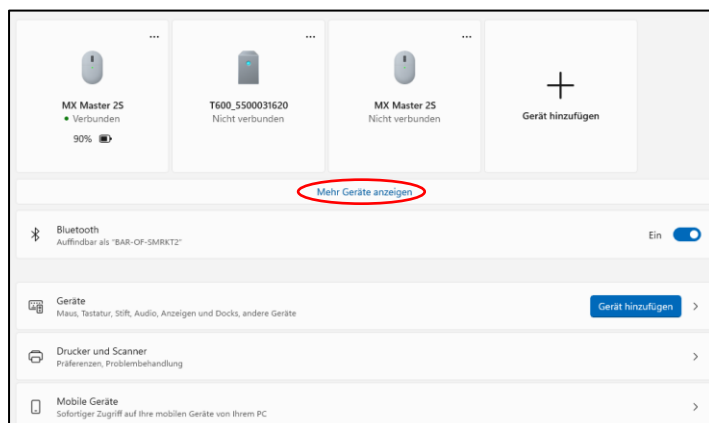 MX Master 2S
Verbunden
90%
T600_5500031620
Nicht verbunden
MX Master 2S
Nicht verbunden
Gerät hinzufügen
Mehr Geräte anzeigen
Bluetooth
Auffindbar als "BAR-OF-SMRKT2"
Ein
Geräte
Maus, Tastatur, Stift, Audio, Anzeigen und Docks, andere Geräte
Gerät hinzufügen
Drucker und Scanner
Präferenzen, Problembehandlung
Mobile Geräte
Sofortiger Zugriff auf Ihre mobilen Geräte von Ihrem PC